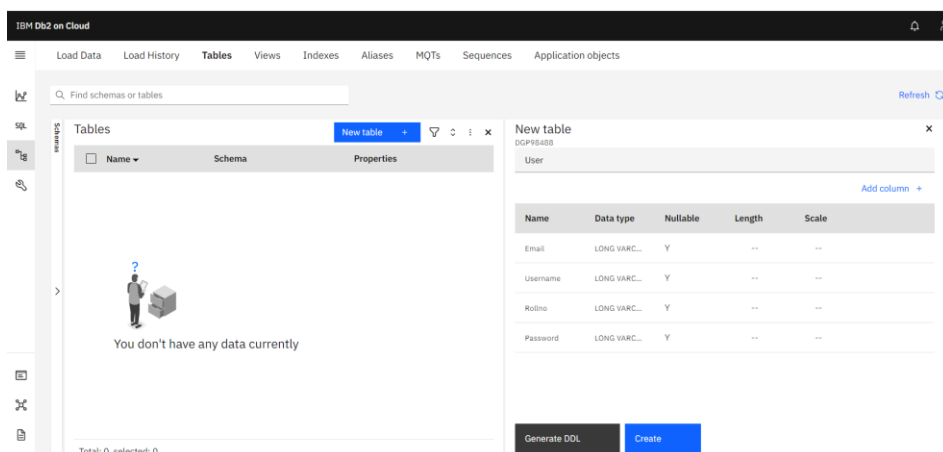 IBM Db2 on Cloud
Load Data Load History Tables Views Indexes Aliases MQTs Sequences Application objects
Find schemas or tables
Refresh
SQL
Schemas
Tables
New table +
Name Schema Properties
?
You don't have any data currently
Total: 0, selected: 0
New table
DGP98488
User
Add column +
Name Data type Nullable Length Scale
Email LONG VARC... Y -- --
Username LONG VARC... Y -- --
Rollno LONG VARC... Y -- --
Password LONG VARC... Y -- --
Generate DDL Create